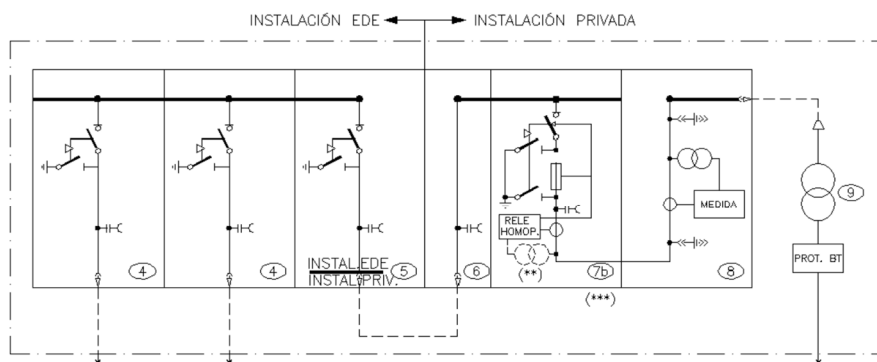 INSTALACIÓN EDE
INSTALACIÓN PRIVADA
MEDIDA
9
RELE
HOMOP.
PROT. BT
INSTAL.EDE
INSTAL.PRIV.
4
4
5
6
(**)
7b
8
(***)